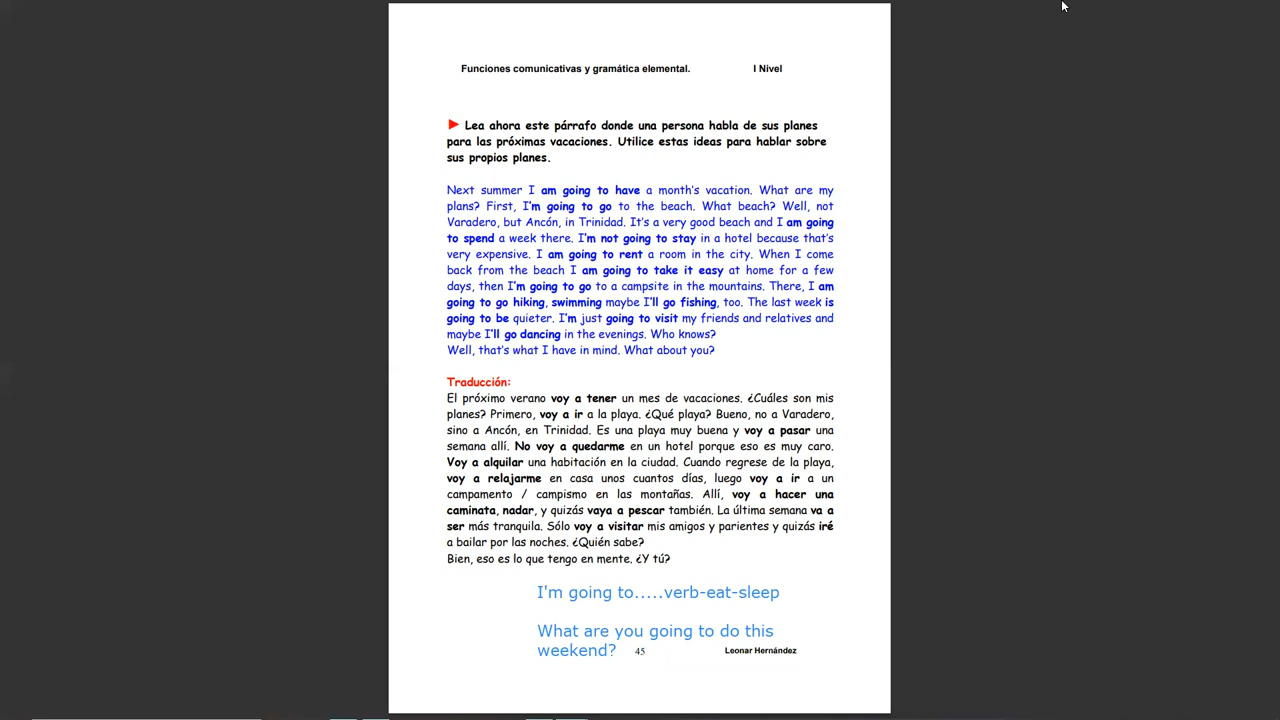 Funciones comunicativas y gramática elemental. I Nivel
► Lea ahora este párrafo donde una persona habla de sus planes
para las próximas vacaciones. Utilice estas ideas para hablar sobre
sus propios planes.
Next summer I am going to have a month's vacation. What are my
plans? First, I'm going to go to the beach. What beach? Well, not
Varadero, but Ancón, in Trinidad. It's a very good beach and I am going
to spend a week there. I'm not going to stay in a hotel because that's
very expensive. I am going to rent a room in the city. When I come
back from the beach I am going to take it easy at home for a few
days, then I'm going to go to a campsite in the mountains. There, I am
going to go hiking, swimming maybe I'll go fishing, too. The last week is
going to be quieter. I'm just going to visit my friends and relatives and
maybe I'll go dancing in the evenings. Who knows?
Well, that's what I have in mind. What about you?
Traducción:
El próximo verano voy a tener un mes de vacaciones. ¿Cuáles son mis
planes? Primero, voy a ir a la playa. ¿Qué playa? Bueno, no a Varadero,
sino a Ancón, en Trinidad. Es una playa muy buena y voy a pasar una
semana allí. No voy a quedarme en un hotel porque eso es muy caro.
Voy a alquilar una habitación en la ciudad. Cuando regrese de la playa,
voy a relajarme en casa unos cuantos días, luego voy a ir a un
campamento / campismo en las montañas. Allí, voy a hacer una
caminata, nadar, y quizás vaya a pescar también. La última semana va a
ser más tranquila. Sólo voy a visitar mis amigos y parientes y quizás iré
a bailar por las noches. ¿Quién sabe?
Bien, eso es lo que tengo en mente. ¿Y tú?
I'm going to.....verb-eat-sleep
What are you going to do this
weekend?
45 Leonar Hernández